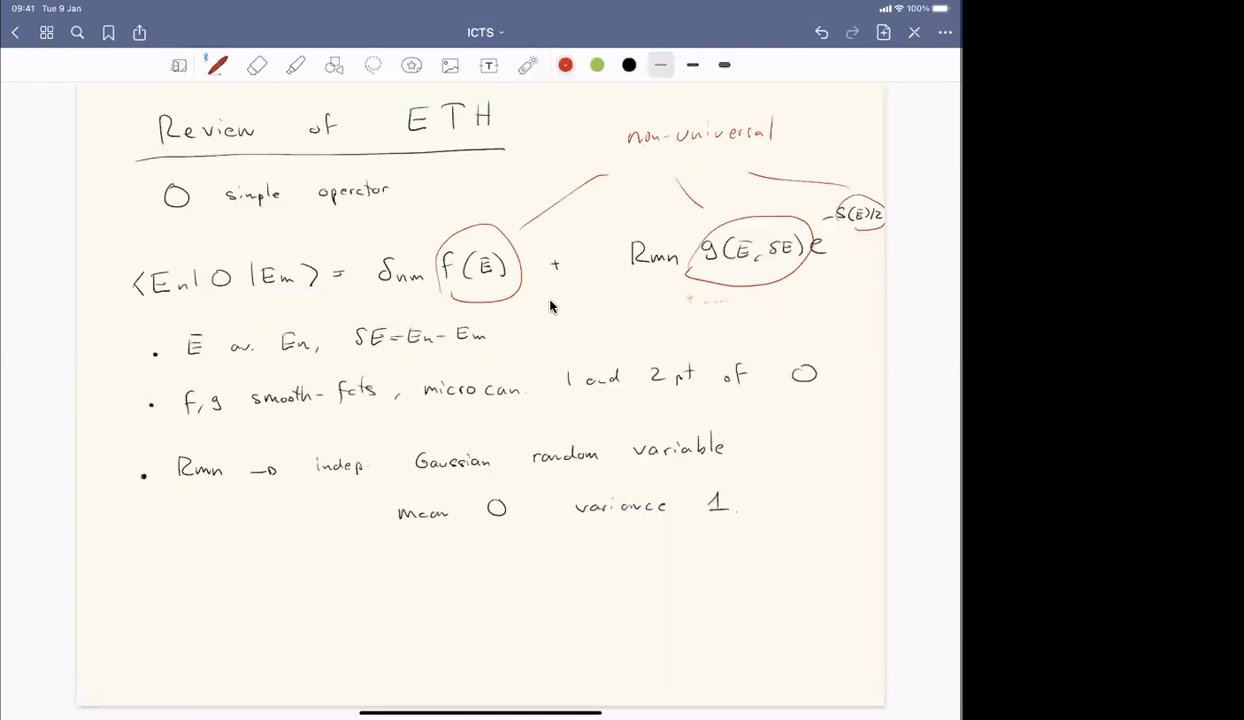 09:41 Tue 9 Jan 100%
ICTS
Review of ETH
non-universal
O simple operator
⟨En|O|Em⟩ = δnm f(Ē) + Rmn g(Ē, δE) e^{-S(Ē)/2}
+ ....
• Ē av. En, δE = En - Em
• f, g smooth-fcts, microcan. 1 and 2 pt of O
• Rmn → indep. Gaussian random variable
mean 0 variance 1.